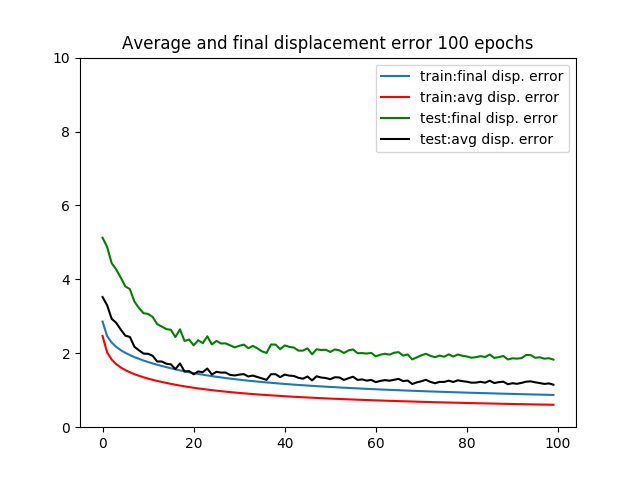 Average and final displacement error 100 epochs
10
8
6
4
2
0
train:final disp. error
train:avg disp. error
test:final disp. error
test:avg disp. error
0 20 40 60 80 100